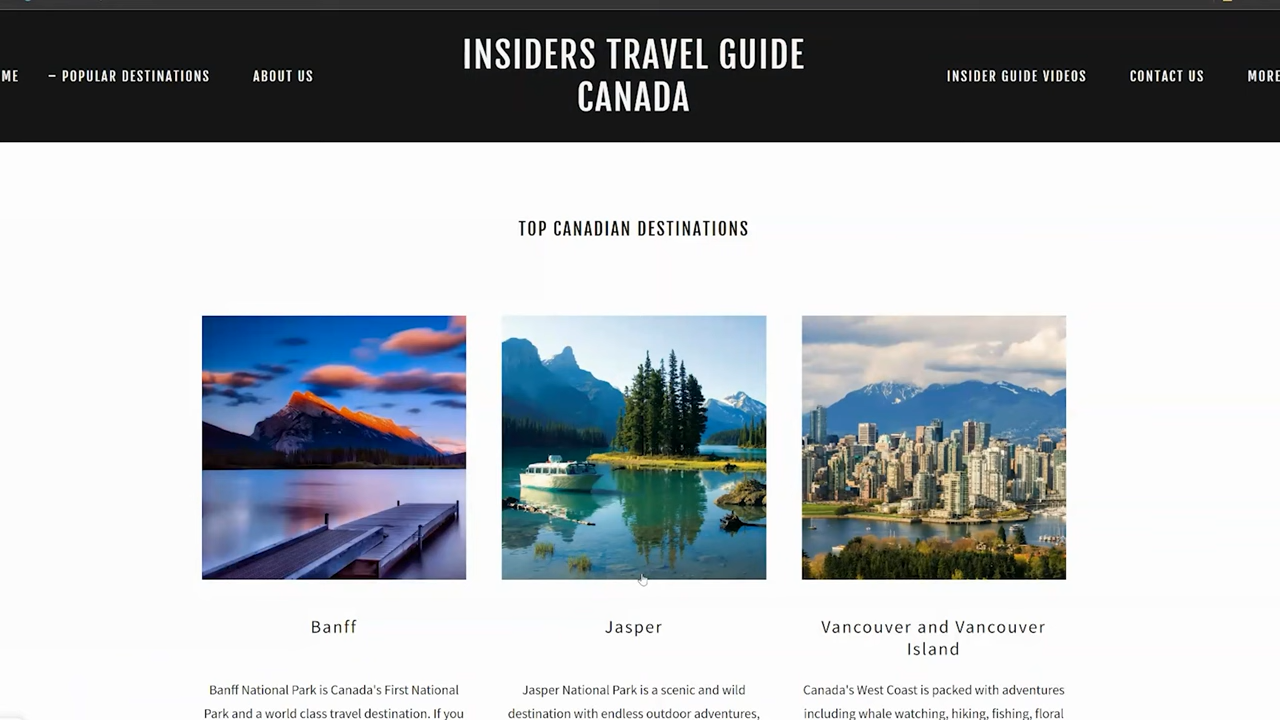 INSIDERS TRAVEL GUIDE
CANADA
ME
– POPULAR DESTINATIONS
ABOUT US
INSIDER GUIDE VIDEOS
CONTACT US
MORE
TOP CANADIAN DESTINATIONS
Banff
Banff National Park is Canada's First National
Park and a world class travel destination. If you
Jasper
Jasper National Park is a scenic and wild
destination with endless outdoor adventures,
Vancouver and Vancouver
Island
Canada's West Coast is packed with adventures
including whale watching, hiking, fishing, floral